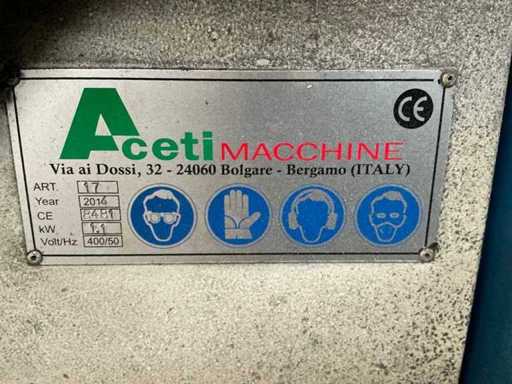 Aceti MACCHINE
CE
Via ai Dossi, 32 - 24060 Bolgare - Bergamo (ITALY)
ART. 17
Year 2014
CE 8481
kW 1.1
Volt/Hz 400/50